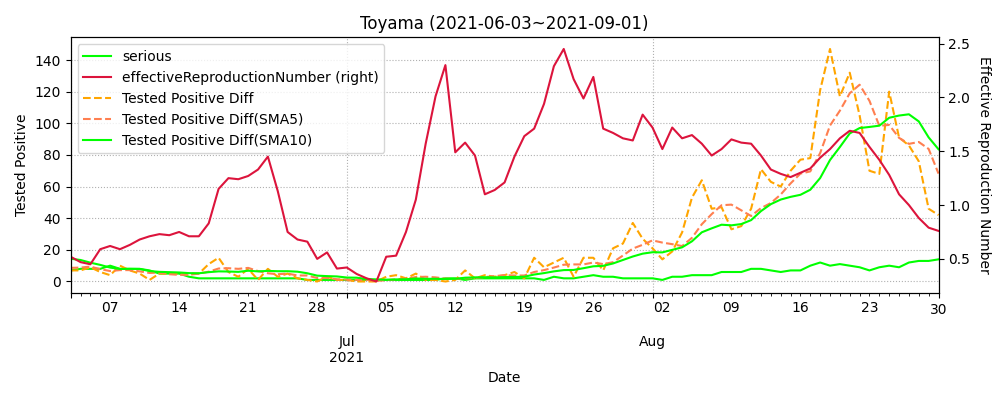 Toyama (2021-06-03~2021-09-01)
serious
effectiveReproductionNumber (right)
Tested Positive Diff
Tested Positive Diff(SMA5)
Tested Positive Diff(SMA10)
Tested Positive
140
120
100
80
60
40
20
0
2.5
2.0
1.5
1.0
0.5
Effective Reproduction Number
07 14 21 28 05 12 19 26 02 09 16 23 30
Jul Aug
2021
Date